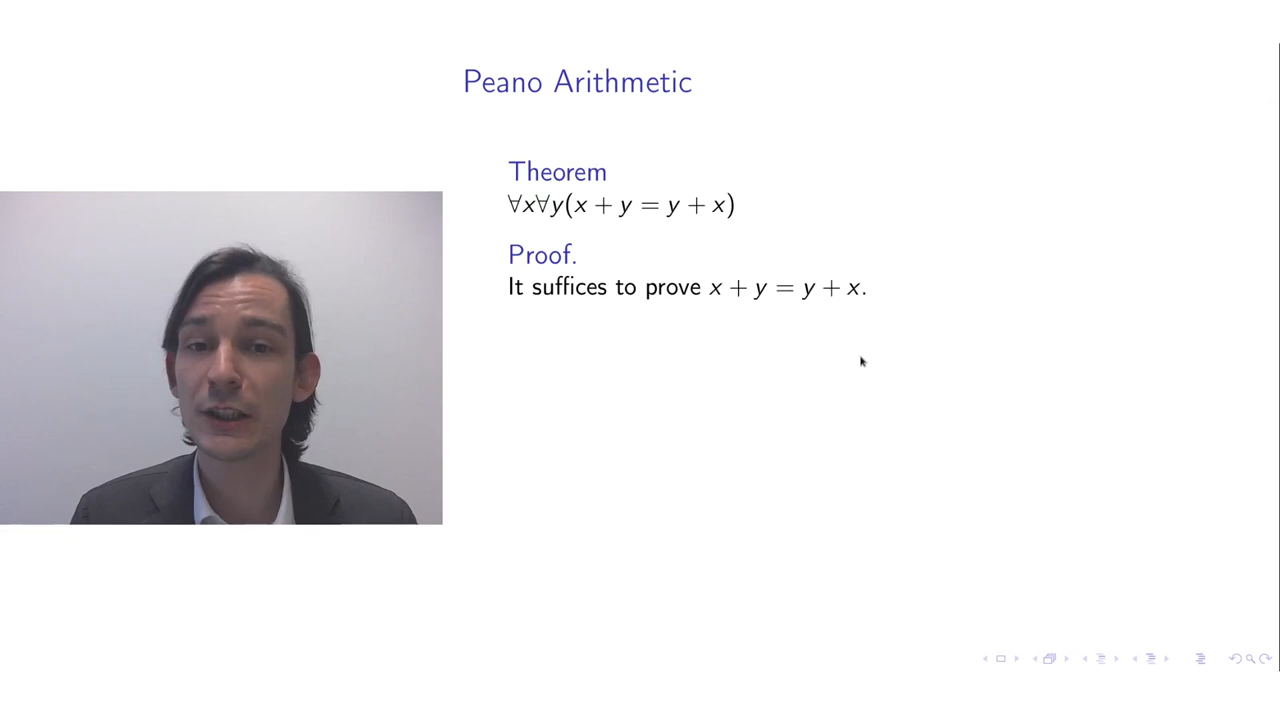 Peano Arithmetic
Theorem
∀x∀y(x + y = y + x)
Proof.
It suffices to prove x + y = y + x.